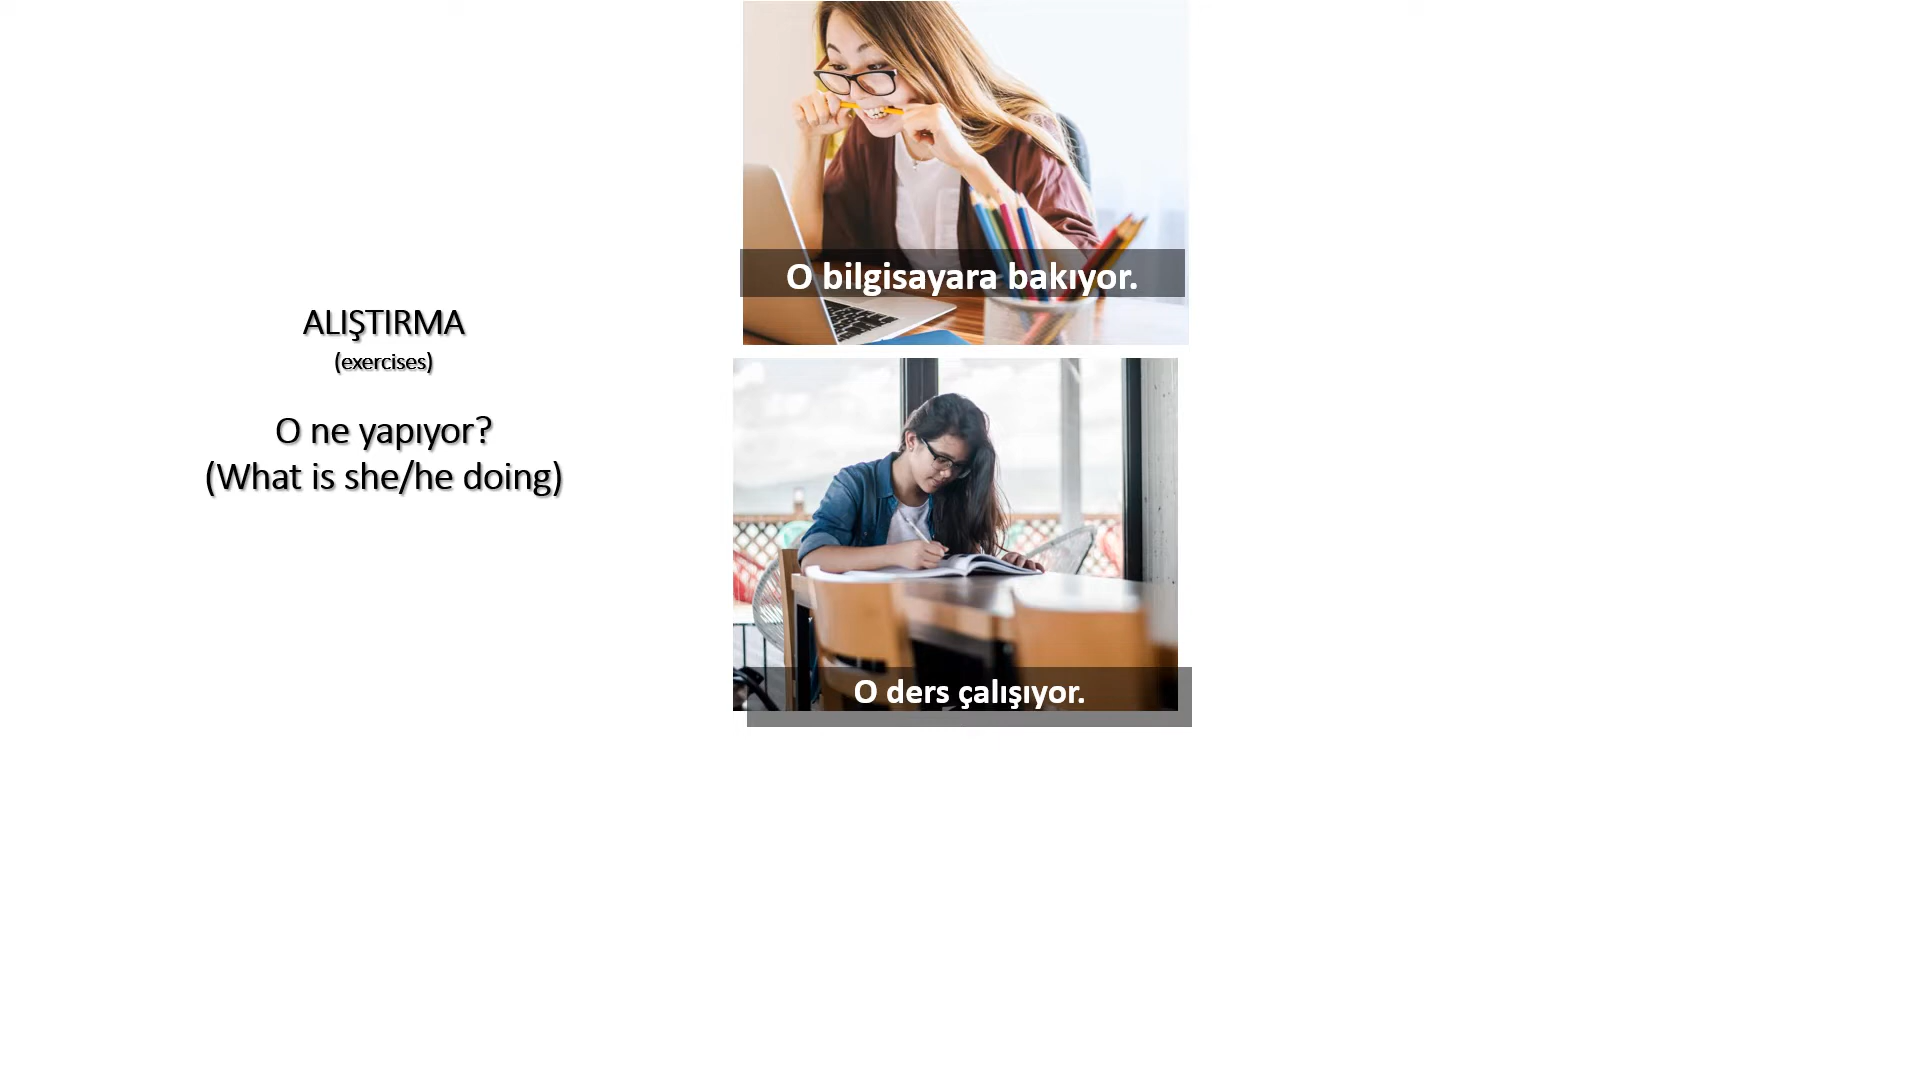 ALIŞTIRMA
(exercises)
O ne yapıyor?
(What is she/he doing)
O bilgisayara bakıyor.
O ders çalışıyor.